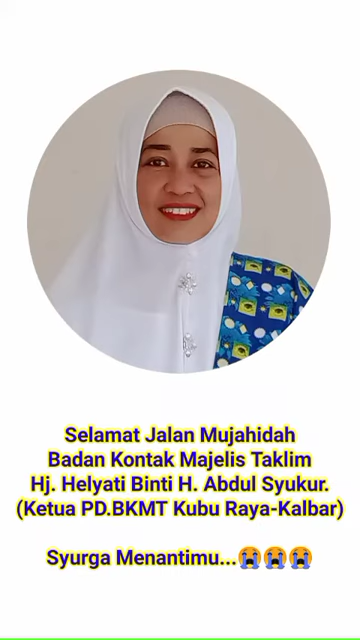 Selamat Jalan Mujahidah
Badan Kontak Majelis Taklim
Hj. Helyati Binti H. Abdul Syukur.
(Ketua PD.BKMT Kubu Raya-Kalbar)
Syurga Menantimu...😭😭😭